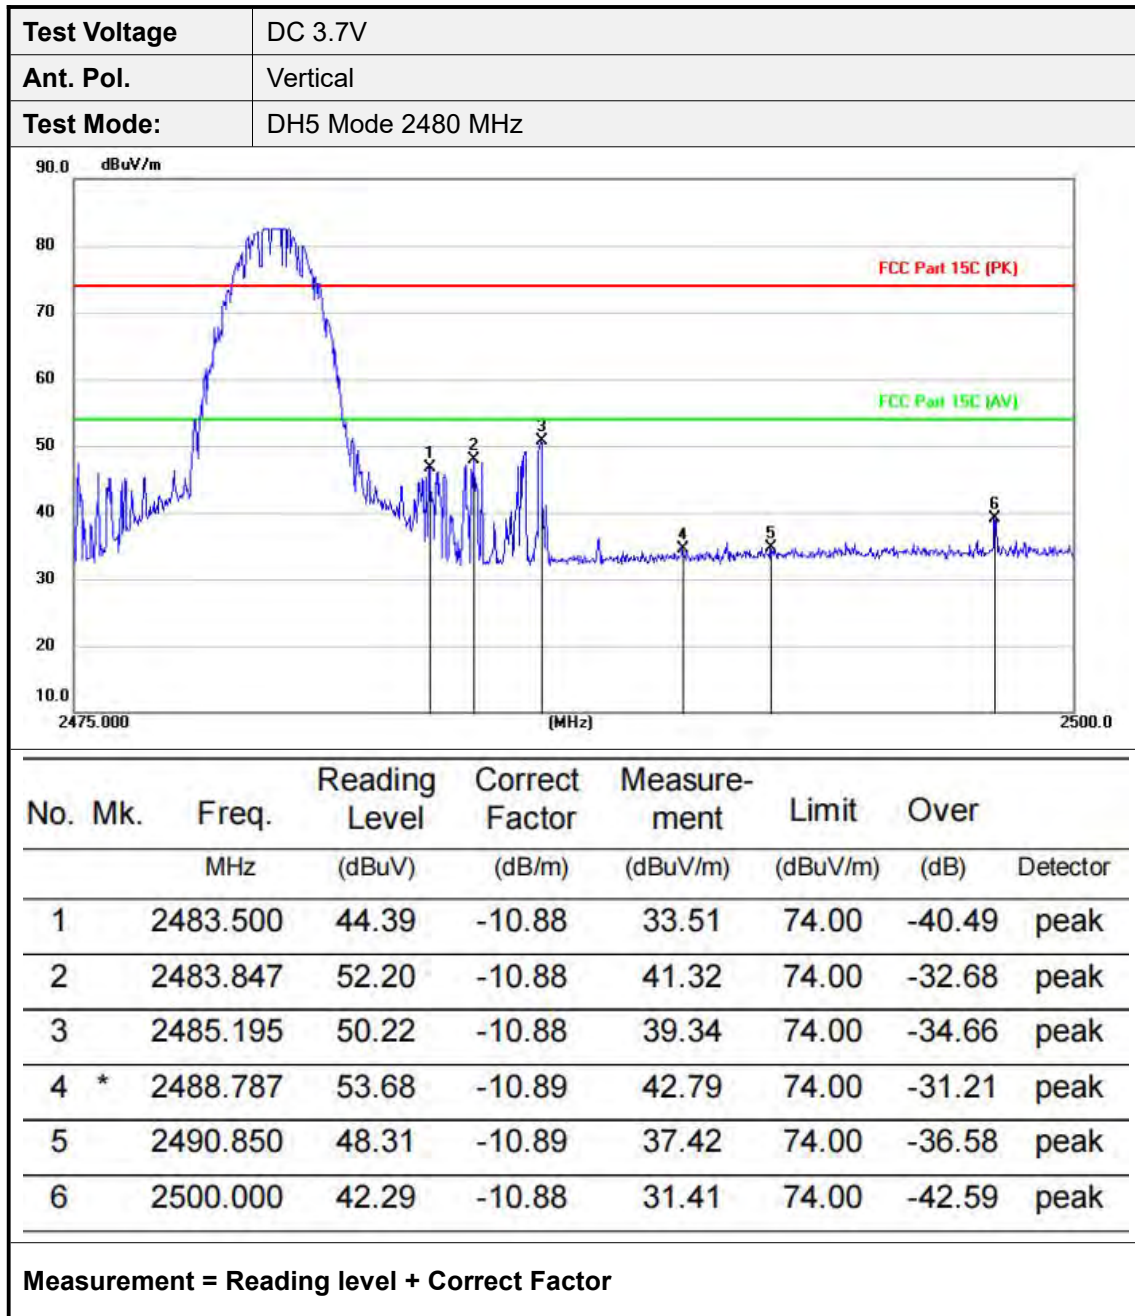 Test Voltage DC 3.7V
Ant. Pol. Vertical
Test Mode: DH5 Mode 2480 MHz
90.0 dBuV/m
80
FCC Part 15C (PK)
70
60
FCC Part 15C (AV)
50
1 2 3
40
4 5 6
30
20
10.0
2475.000 (MHz) 2500.0
No. Mk. Freq. Reading Level Correct Factor Measure-ment Limit Over
MHz (dBuV) (dB/m) (dBuV/m) (dBuV/m) (dB) Detector
1 2483.500 44.39 -10.88 33.51 74.00 -40.49 peak
2 2483.847 52.20 -10.88 41.32 74.00 -32.68 peak
3 2485.195 50.22 -10.88 39.34 74.00 -34.66 peak
4 * 2488.787 53.68 -10.89 42.79 74.00 -31.21 peak
5 2490.850 48.31 -10.89 37.42 74.00 -36.58 peak
6 2500.000 42.29 -10.88 31.41 74.00 -42.59 peak
Measurement = Reading level + Correct Factor